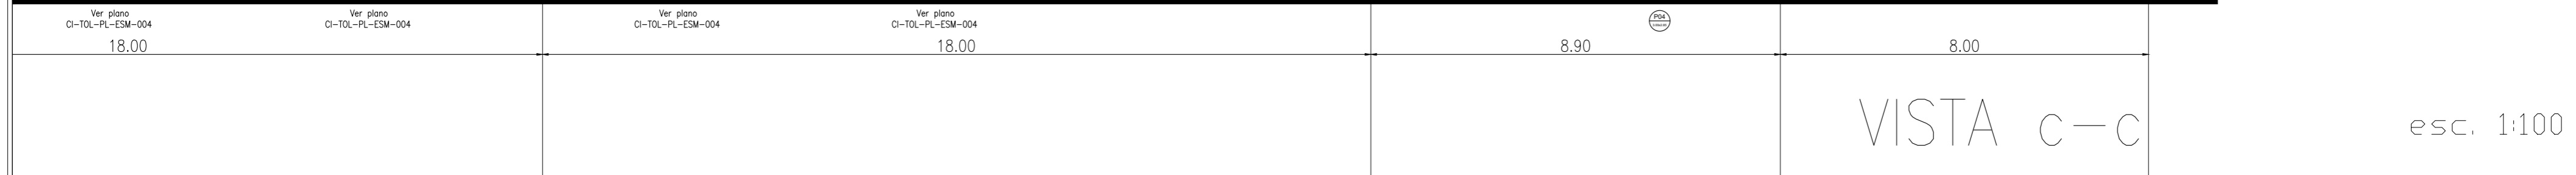 Ver plano
CI-TOL-PL-ESM-004
Ver plano
CI-TOL-PL-ESM-004
Ver plano
CI-TOL-PL-ESM-004
Ver plano
CI-TOL-PL-ESM-004
P04
18.00
18.00
8.90
8.00
VISTA c-c
esc. 1:100